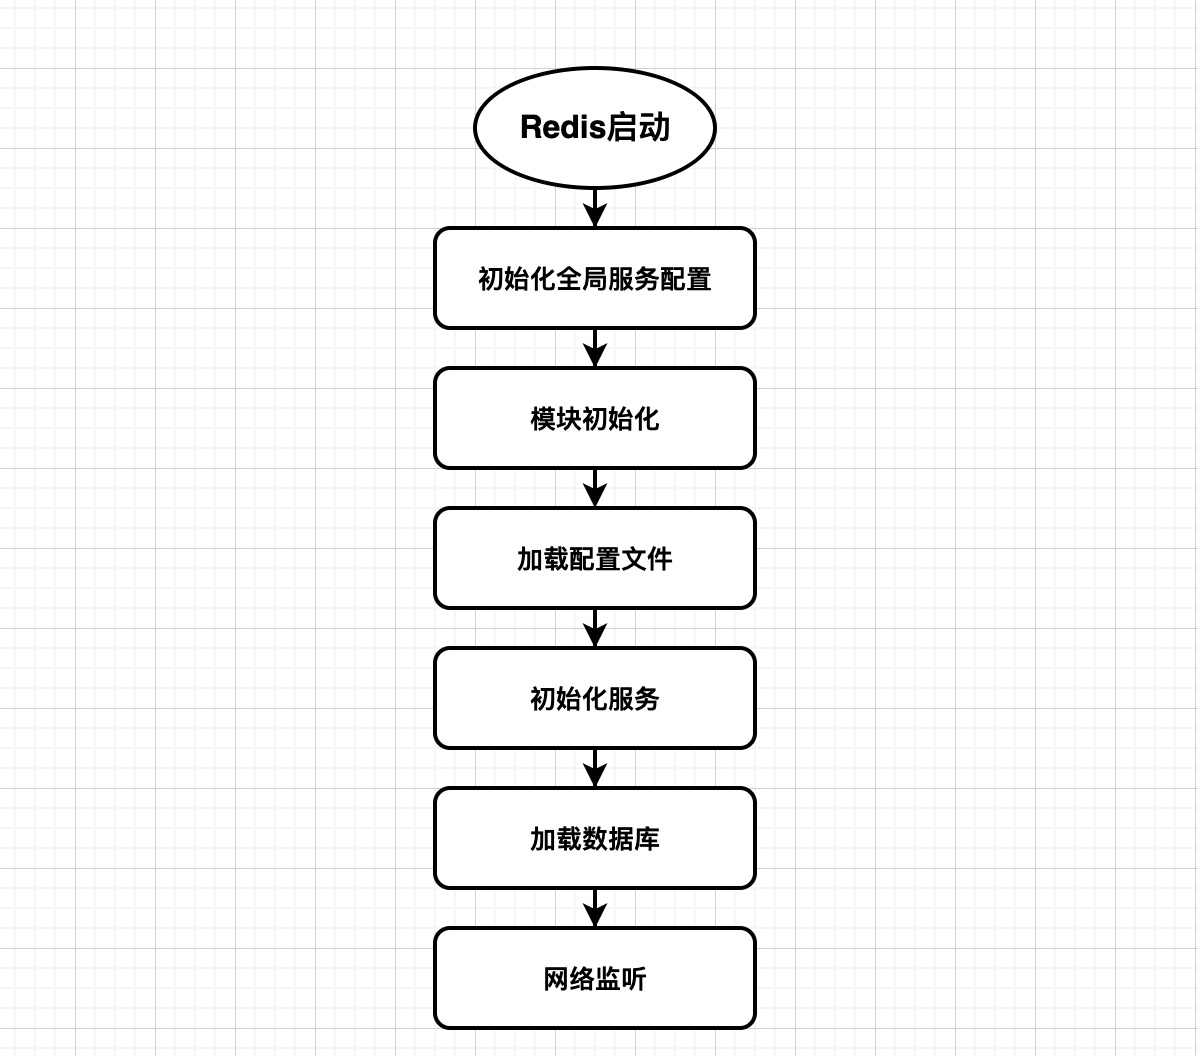 Redis启动
初始化全局服务配置
模块初始化
加载配置文件
初始化服务
加载数据库
网络监听